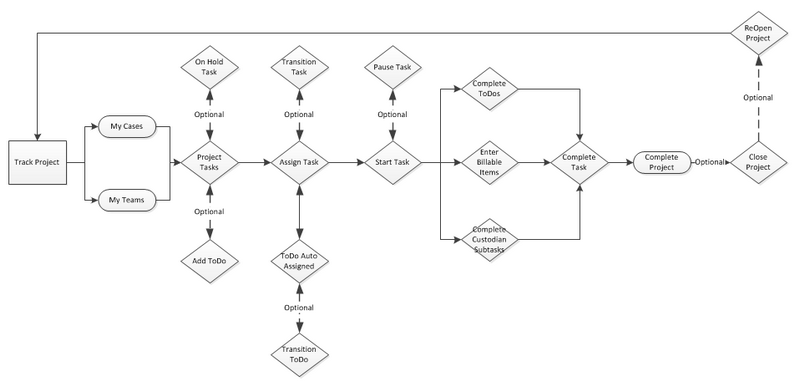 ReOpen
Project
On Hold
Task
Transition
Task
Pause Task
Complete
ToDos
Optional
Optional
Optional
Optional
My Cases
Track Project
Project
Tasks
Assign Task
Start Task
Enter
Billable
Items
Complete
Task
Complete
Project
Optional
Close
Project
My Teams
Optional
Complete
Custodian
Subtasks
Add ToDo
ToDo Auto
Assigned
Optional
Transition
ToDo